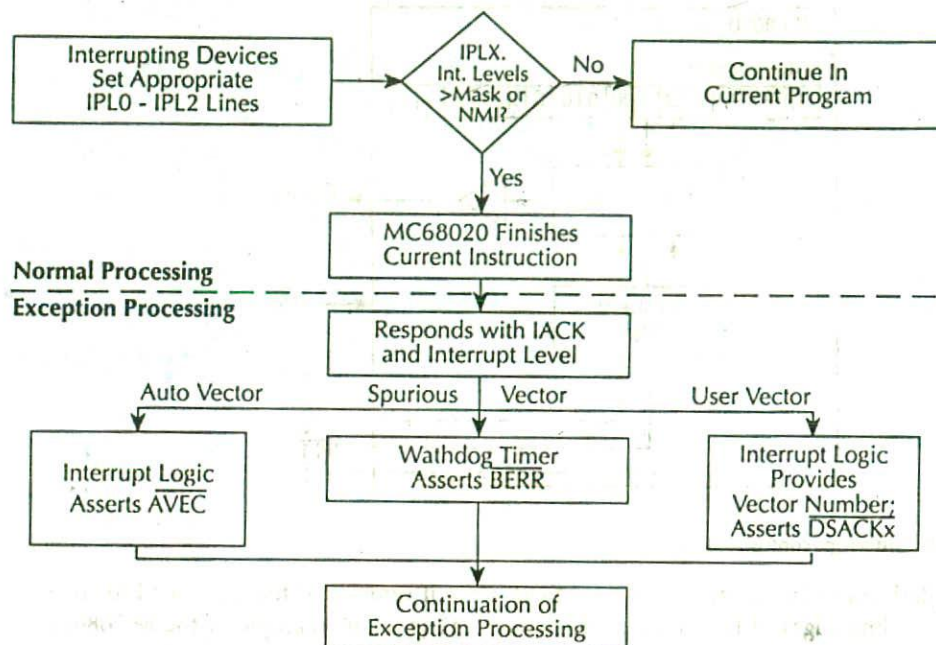 Interrupting Devices
Set Appropriate
IPL0 - IPL2 Lines
IPLX.
Int. Levels
>Mask or
NMI?
No
Continue In
Current Program
Yes
MC68020 Finishes
Current Instruction
Normal Processing
Exception Processing
Responds with IACK
and Interrupt Level
Auto Vector
Spurious Vector
User Vector
Interrupt Logic
Asserts AVEC
Wathdog Timer
Asserts BERR
Interrupt Logic
Provides
Vector Number;
Asserts DSACKx
Continuation of
Exception Processing